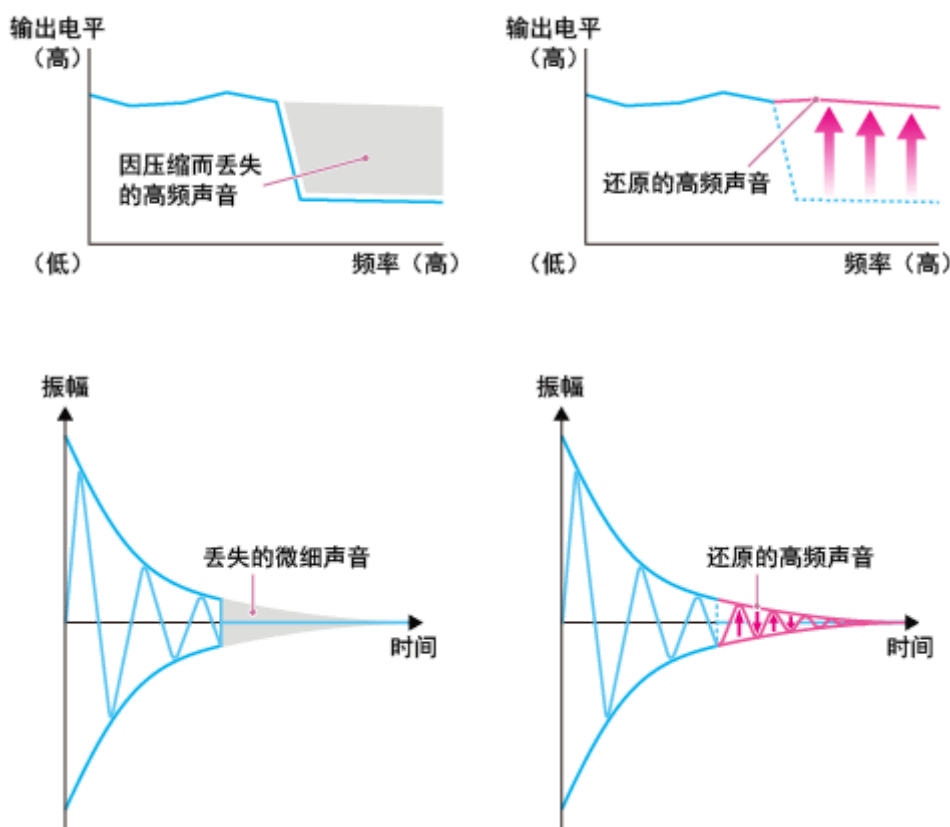 输出电平
（高）
因压缩而丢失
的高频声音
（低）
频率（高）
输出电平
（高）
还原的高频声音
（低）
频率（高）
振幅
丢失的微细声音
时间
振幅
还原的高频声音
时间